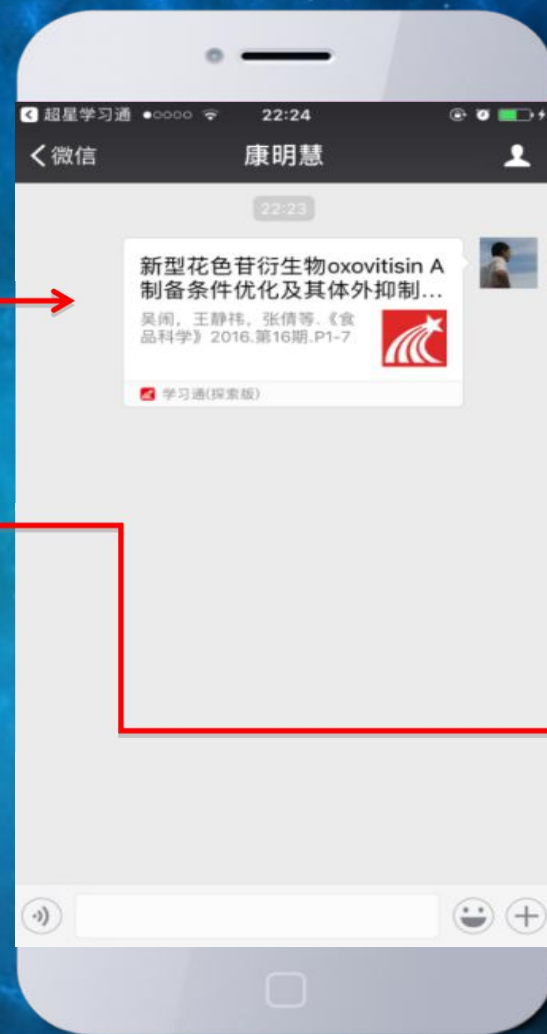 超星学习通 22:24
微信 康明慧
22:23
新型花色苷衍生物oxovitisin A
制备条件优化及其体外抑制...
吴闻, 王静祎, 张倩等.《食
品科学》2016.第16期.P1-7
学习通(探索版)